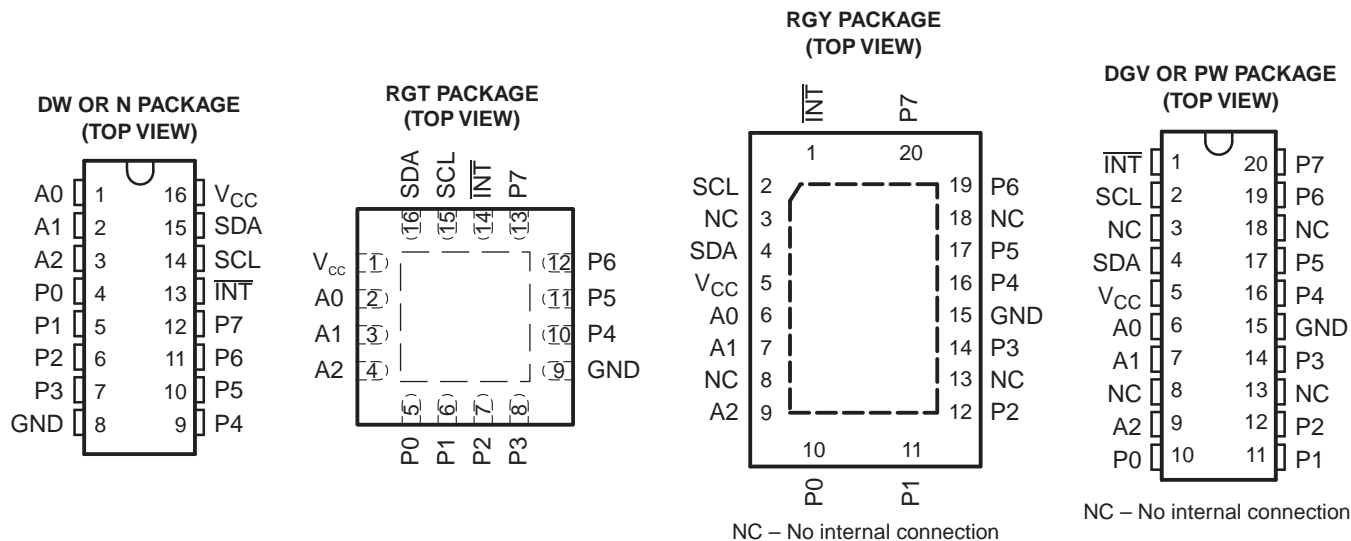 DW OR N PACKAGE
(TOP VIEW)
A0 1 16 VCC
A1 2 15 SDA
A2 3 14 SCL
P0 4 13 INT
P1 5 12 P7
P2 6 11 P6
P3 7 10 P5
GND 8 9 P4
RGT PACKAGE
(TOP VIEW)
SDA SCL INT P7
16 15 14 13
VCC 1 12 P6
A0 2 11 P5
A1 3 10 P4
A2 4 9 GND
5 6 7 8
P0 P1 P2 P3
RGY PACKAGE
(TOP VIEW)
INT P7
1 20
SCL 2 19 P6
NC 3 18 NC
SDA 4 17 P5
VCC 5 16 P4
A0 6 15 GND
A1 7 14 P3
NC 8 13 NC
A2 9 12 P2
10 11
P0 P1
NC – No internal connection
DGV OR PW PACKAGE
(TOP VIEW)
INT 1 20 P7
SCL 2 19 P6
NC 3 18 NC
SDA 4 17 P5
VCC 5 16 P4
A0 6 15 GND
A1 7 14 P3
NC 8 13 NC
A2 9 12 P2
P0 10 11 P1
NC – No internal connection